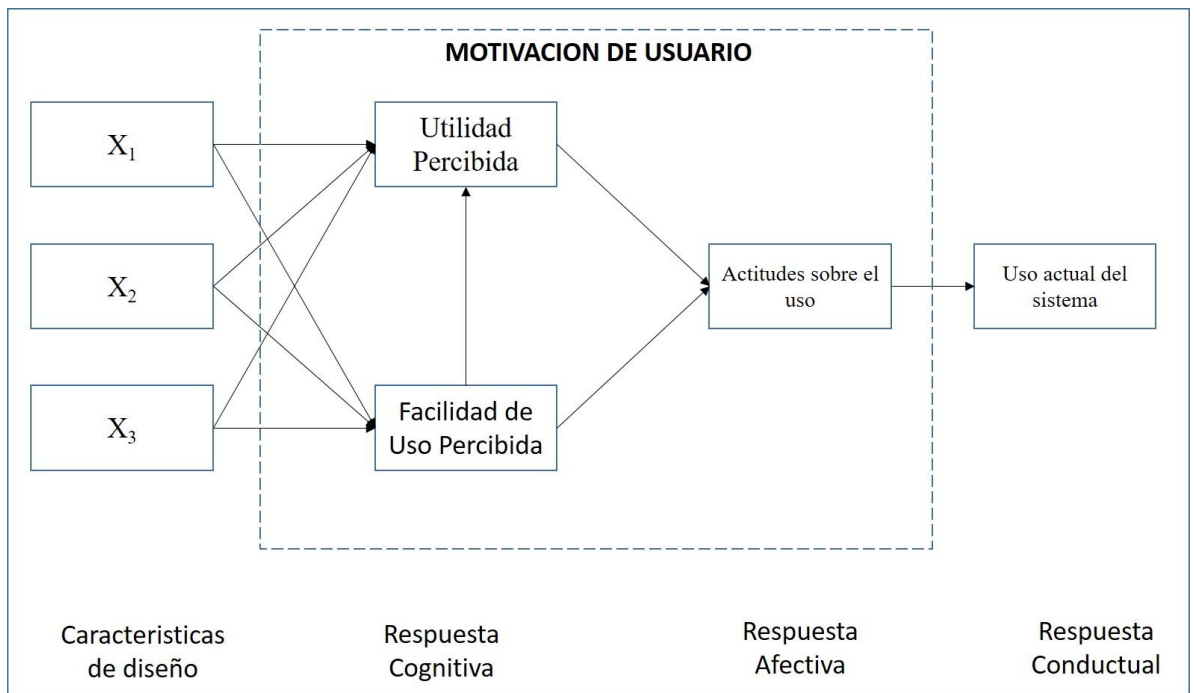 MOTIVACION DE USUARIO
X₁
Utilidad
Percibida
X₂
Actitudes sobre el
uso
Uso actual del
sistema
X₃
Facilidad de
Uso Percibida
Caracteristicas
de diseño
Respuesta
Cognitiva
Respuesta
Afectiva
Respuesta
Conductual